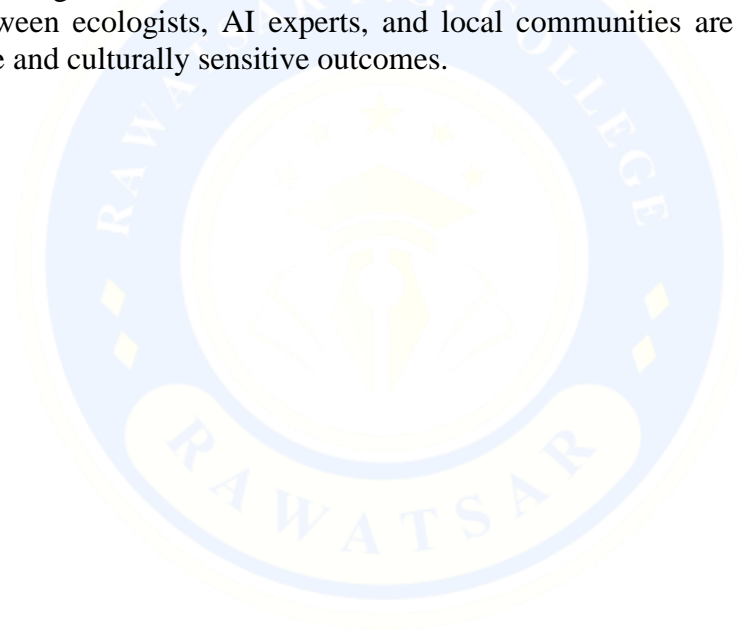 ween ecologists, AI experts, and local communities are
and culturally sensitive outcomes.
COLLEGE
RAWATSAR